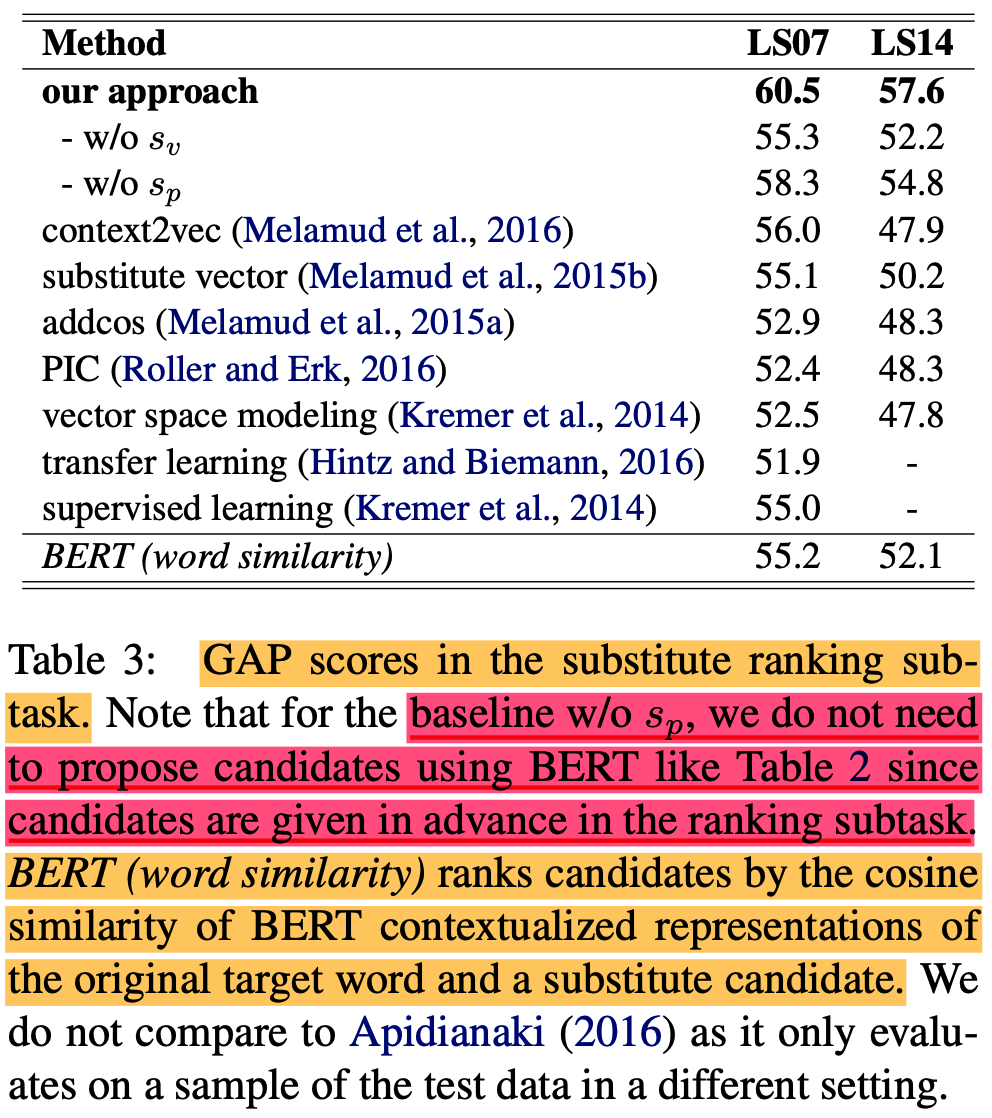 Method LS07 LS14
our approach 60.5 57.6
- w/o sv 55.3 52.2
- w/o sp 58.3 54.8
context2vec (Melamud et al., 2016) 56.0 47.9
substitute vector (Melamud et al., 2015b) 55.1 50.2
addcos (Melamud et al., 2015a) 52.9 48.3
PIC (Roller and Erk, 2016) 52.4 48.3
vector space modeling (Kremer et al., 2014) 52.5 47.8
transfer learning (Hintz and Biemann, 2016) 51.9 -
supervised learning (Kremer et al., 2014) 55.0 -
BERT (word similarity) 55.2 52.1
Table 3: GAP scores in the substitute ranking sub-
task. Note that for the baseline w/o sp, we do not need
to propose candidates using BERT like Table 2 since
candidates are given in advance in the ranking subtask.
BERT (word similarity) ranks candidates by the cosine
similarity of BERT contextualized representations of
the original target word and a substitute candidate. We
do not compare to Apidianaki (2016) as it only evalu-
ates on a sample of the test data in a different setting.